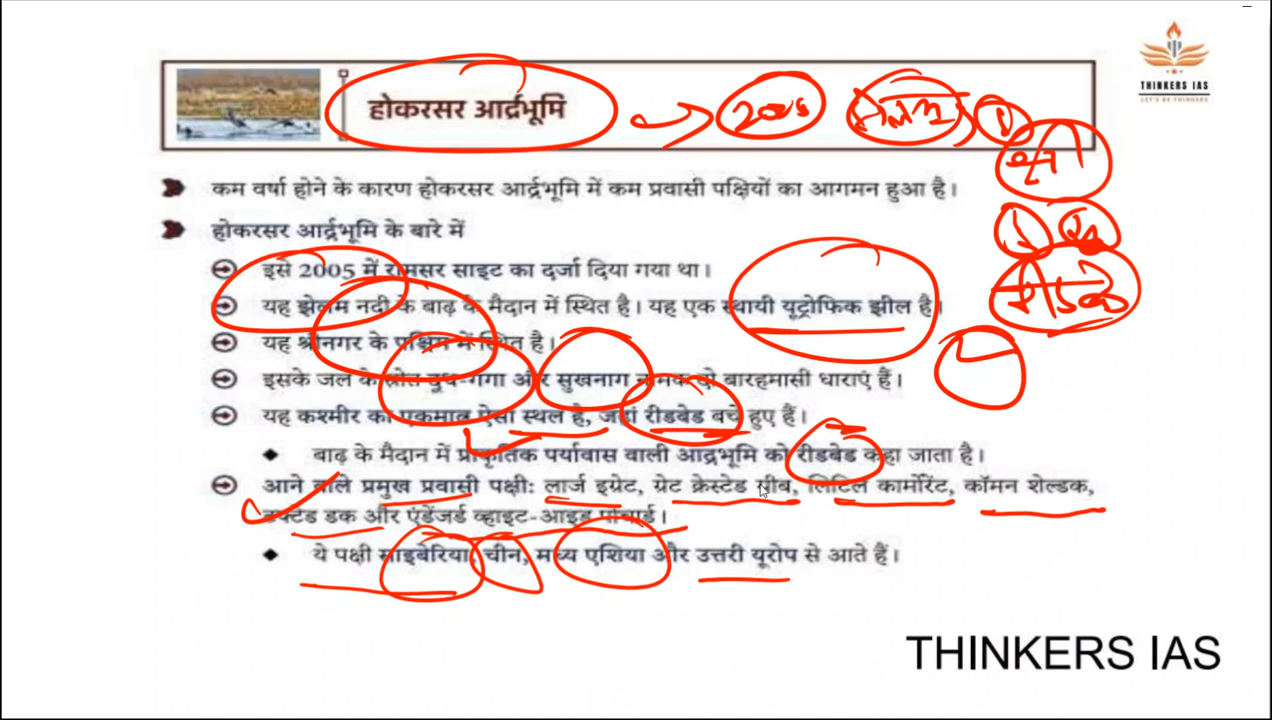 THINKERS IAS
LET'S BE THINKERS
होकरसर आर्द्रभूमि
2005
कम वर्षा होने के कारण होकरसर आर्द्रभूमि में कम प्रवासी पक्षियों का आगमन हुआ है।
होकरसर आर्द्रभूमि के बारे में
इसे 2005 में रामसर साइट का दर्जा दिया गया था।
यह झेलम नदी के बाढ़ के मैदान में स्थित है। यह एक स्थायी यूट्रोफिक झील है।
यह श्रीनगर के पश्चिम में स्थित है।
इसके जल के स्रोत दुध-गंगा और सुखनाग नामक दो बारहमासी धाराएं हैं।
यह कश्मीर का एकमात्र ऐसा स्थल है, जहां रीडबेड बचे हुए हैं।
बाढ़ के मैदान में प्राकृतिक पर्यावास वाली आर्द्रभूमि को रीडबेड कहा जाता है।
आने वाले प्रमुख प्रवासी पक्षी: लार्ज इग्रेट, ग्रेट क्रेस्टेड ग्रीब, लिटिल कार्मोरेंट, कॉमन शेल्डक,
टफ्टेड डक और एंडेंजर्ड व्हाइट-आइड पोचार्ड।
ये पक्षी साइबेरिया, चीन, मध्य एशिया और उत्तरी यूरोप से आते हैं।
THINKERS IAS